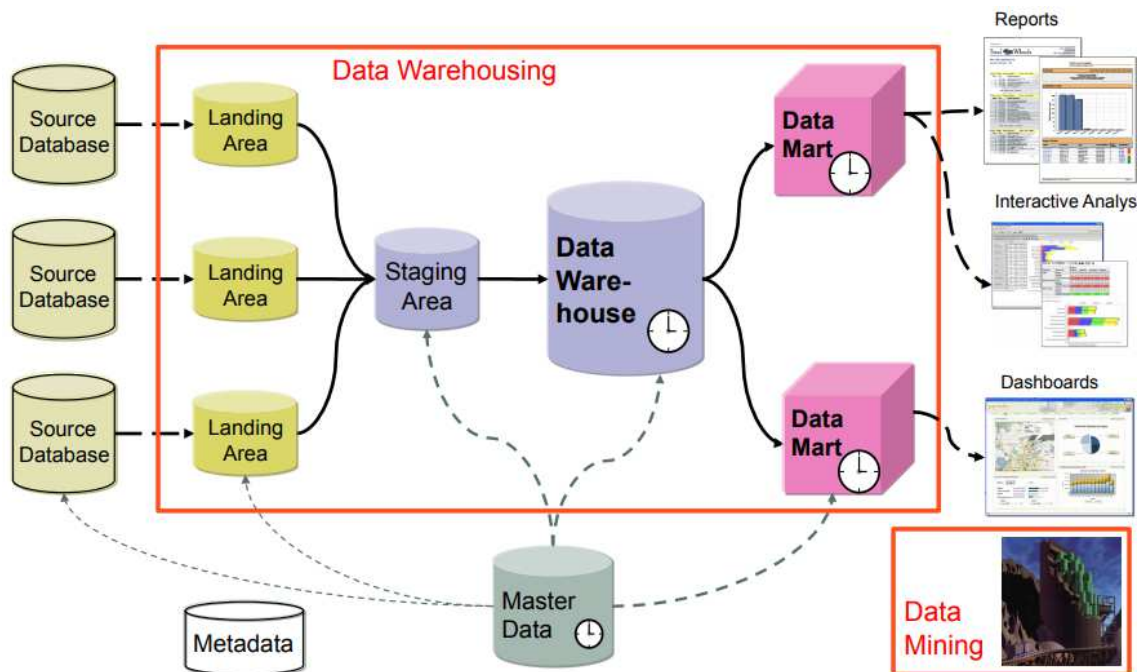 Reports
Data Warehousing
Source
Database
Landing
Area
Data
Mart
Interactive Analys
Source
Database
Landing
Area
Staging
Area
Data
Ware-
house
Dashboards
Source
Database
Landing
Area
Data
Mart
Master
Data
Metadata
Data
Mining